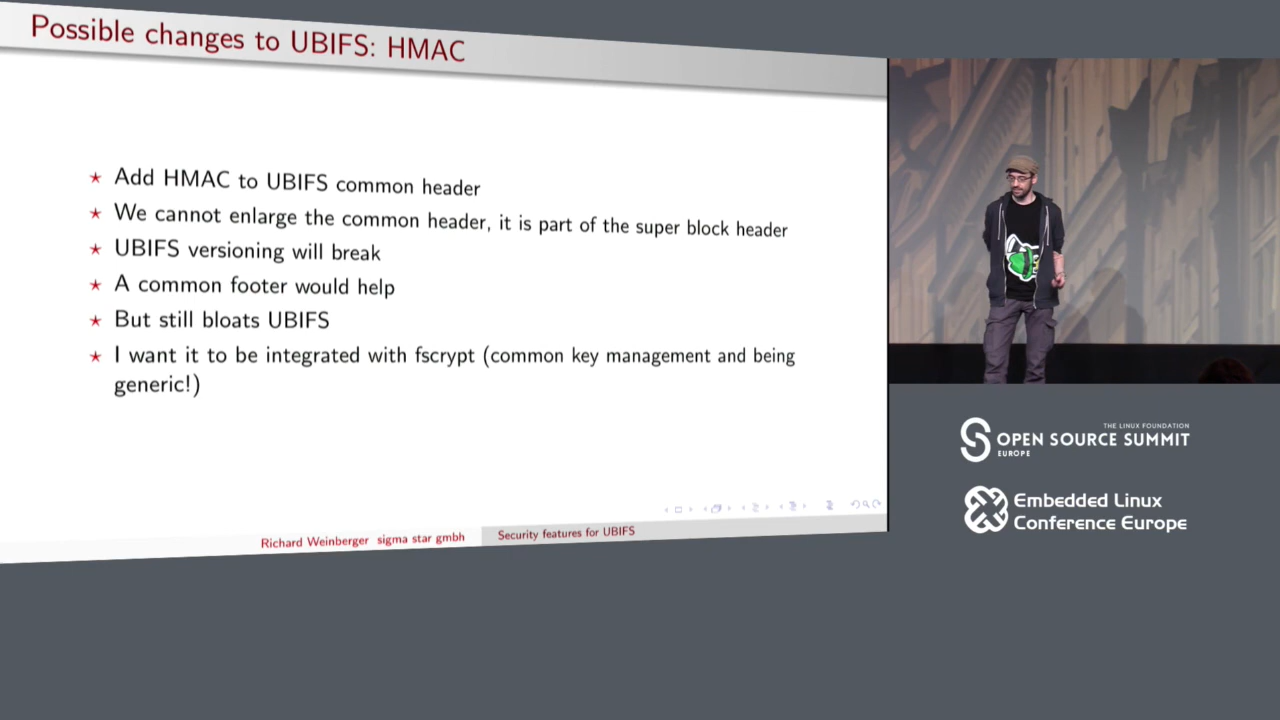 Possible changes to UBIFS: HMAC
★ Add HMAC to UBIFS common header
★ We cannot enlarge the common header, it is part of the super block header
★ UBIFS versioning will break
★ A common footer would help
★ But still bloats UBIFS
★ I want it to be integrated with fscrypt (common key management and being
generic!)
Richard Weinberger sigma star gmbh
Security features for UBIFS
THE LINUX FOUNDATION
OPEN SOURCE SUMMIT
EUROPE
Embedded Linux
Conference Europe